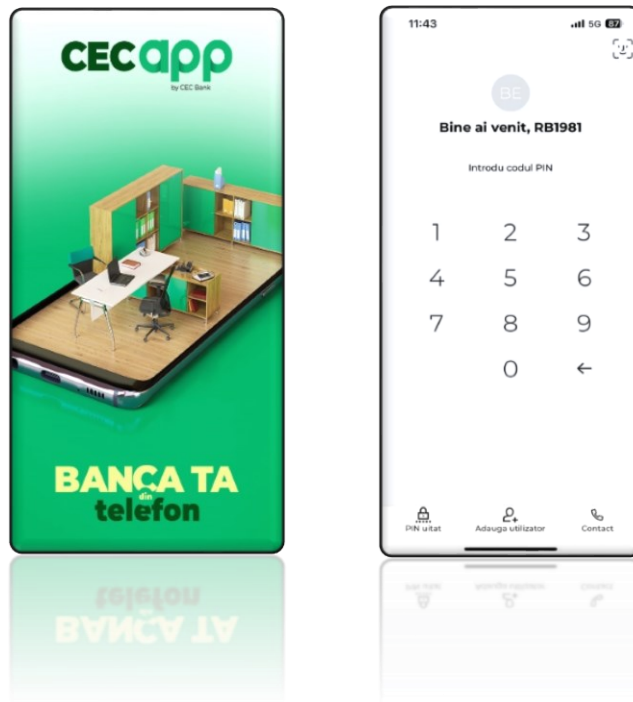 CECapp
by CEC Bank
BANCA TA
din
telefon
11:43
5G 87
BE
Bine ai venit, RB1981
Introdu codul PIN
1 2 3
4 5 6
7 8 9
0 ←
PIN uitat Adauga utilizator Contact